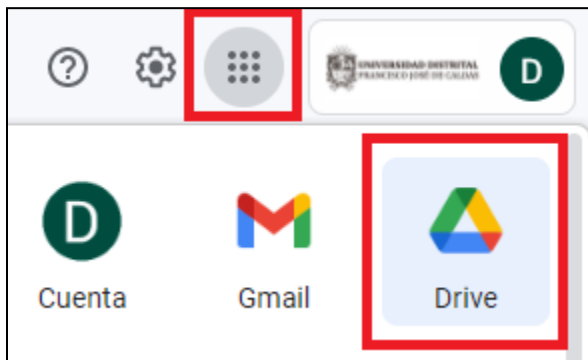 UNIVERSIDAD DISTRITAL
FRANCISCO JOSÉ DE CALDAS
D
D
Cuenta
Gmail
Drive